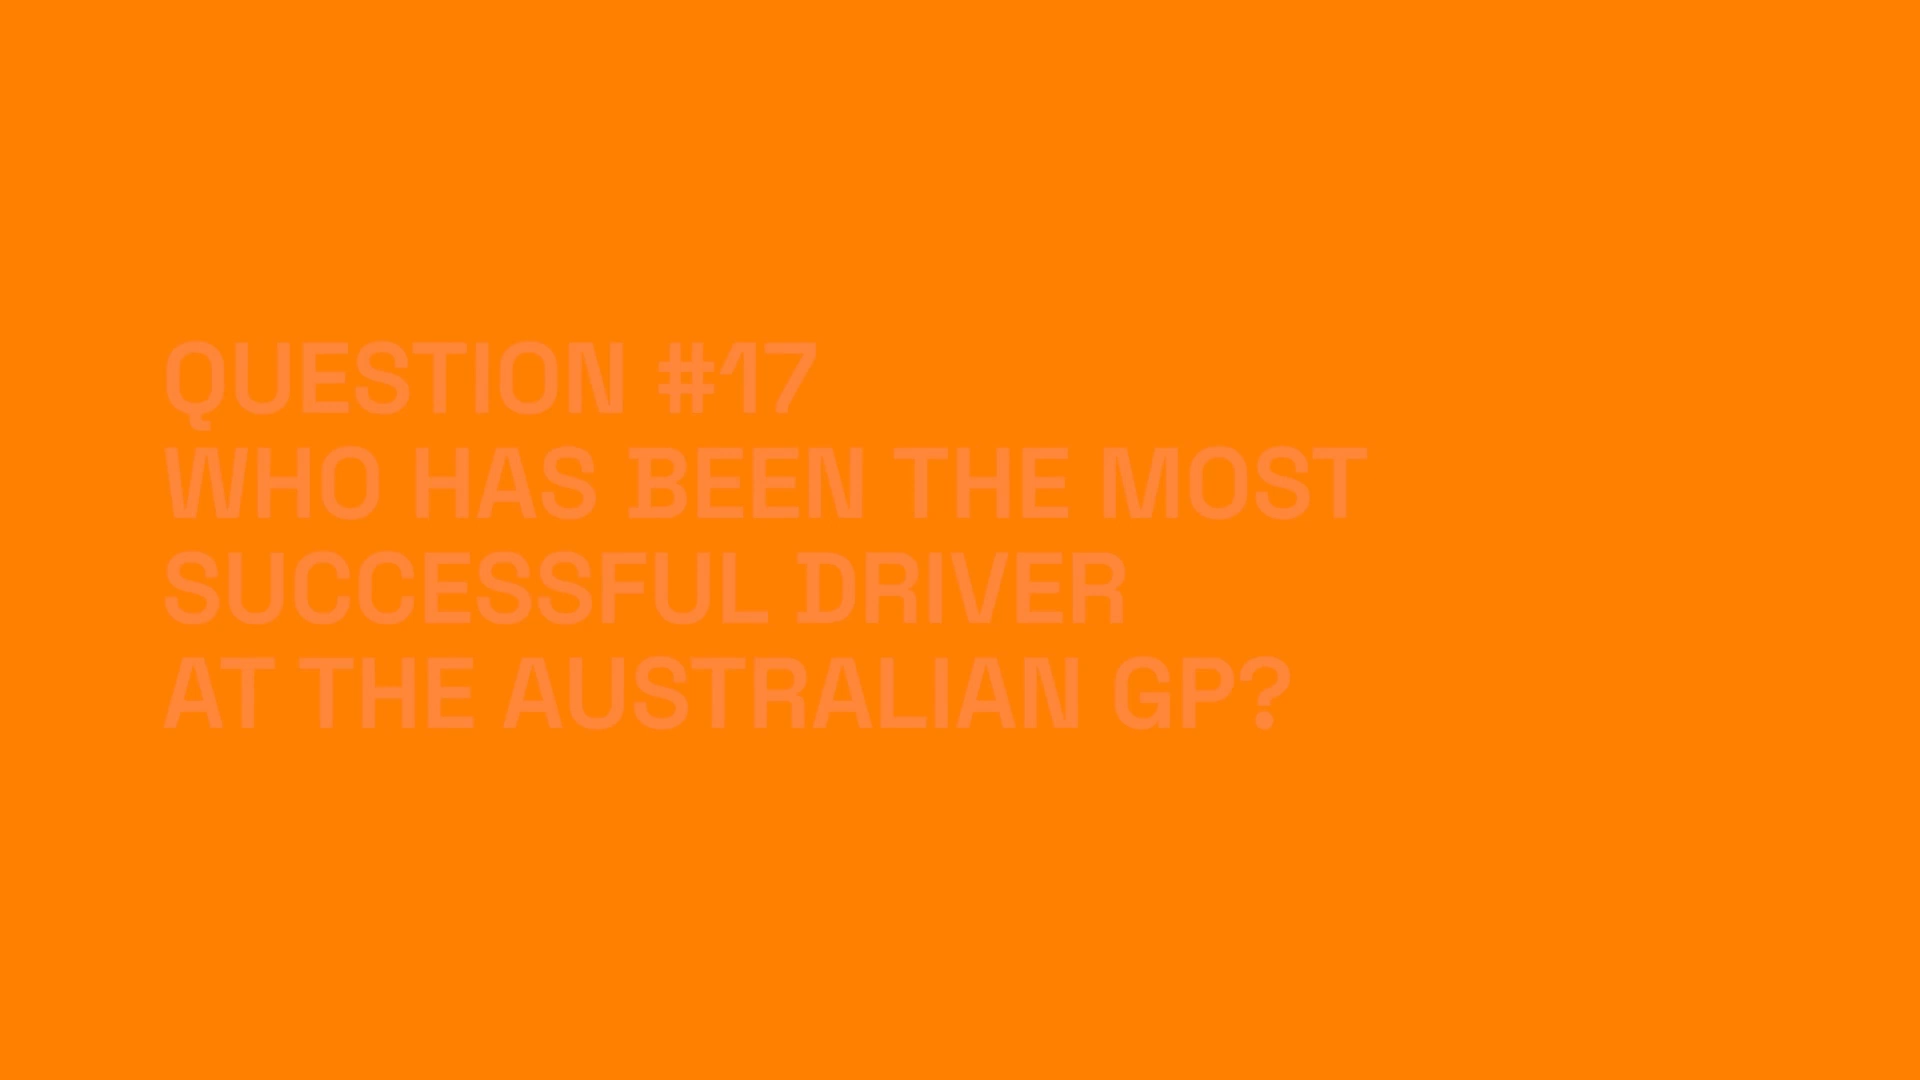 QUESTION #17
WHO HAS BEEN THE MOST
SUCCESSFUL DRIVER
AT THE AUSTRALIAN GP?